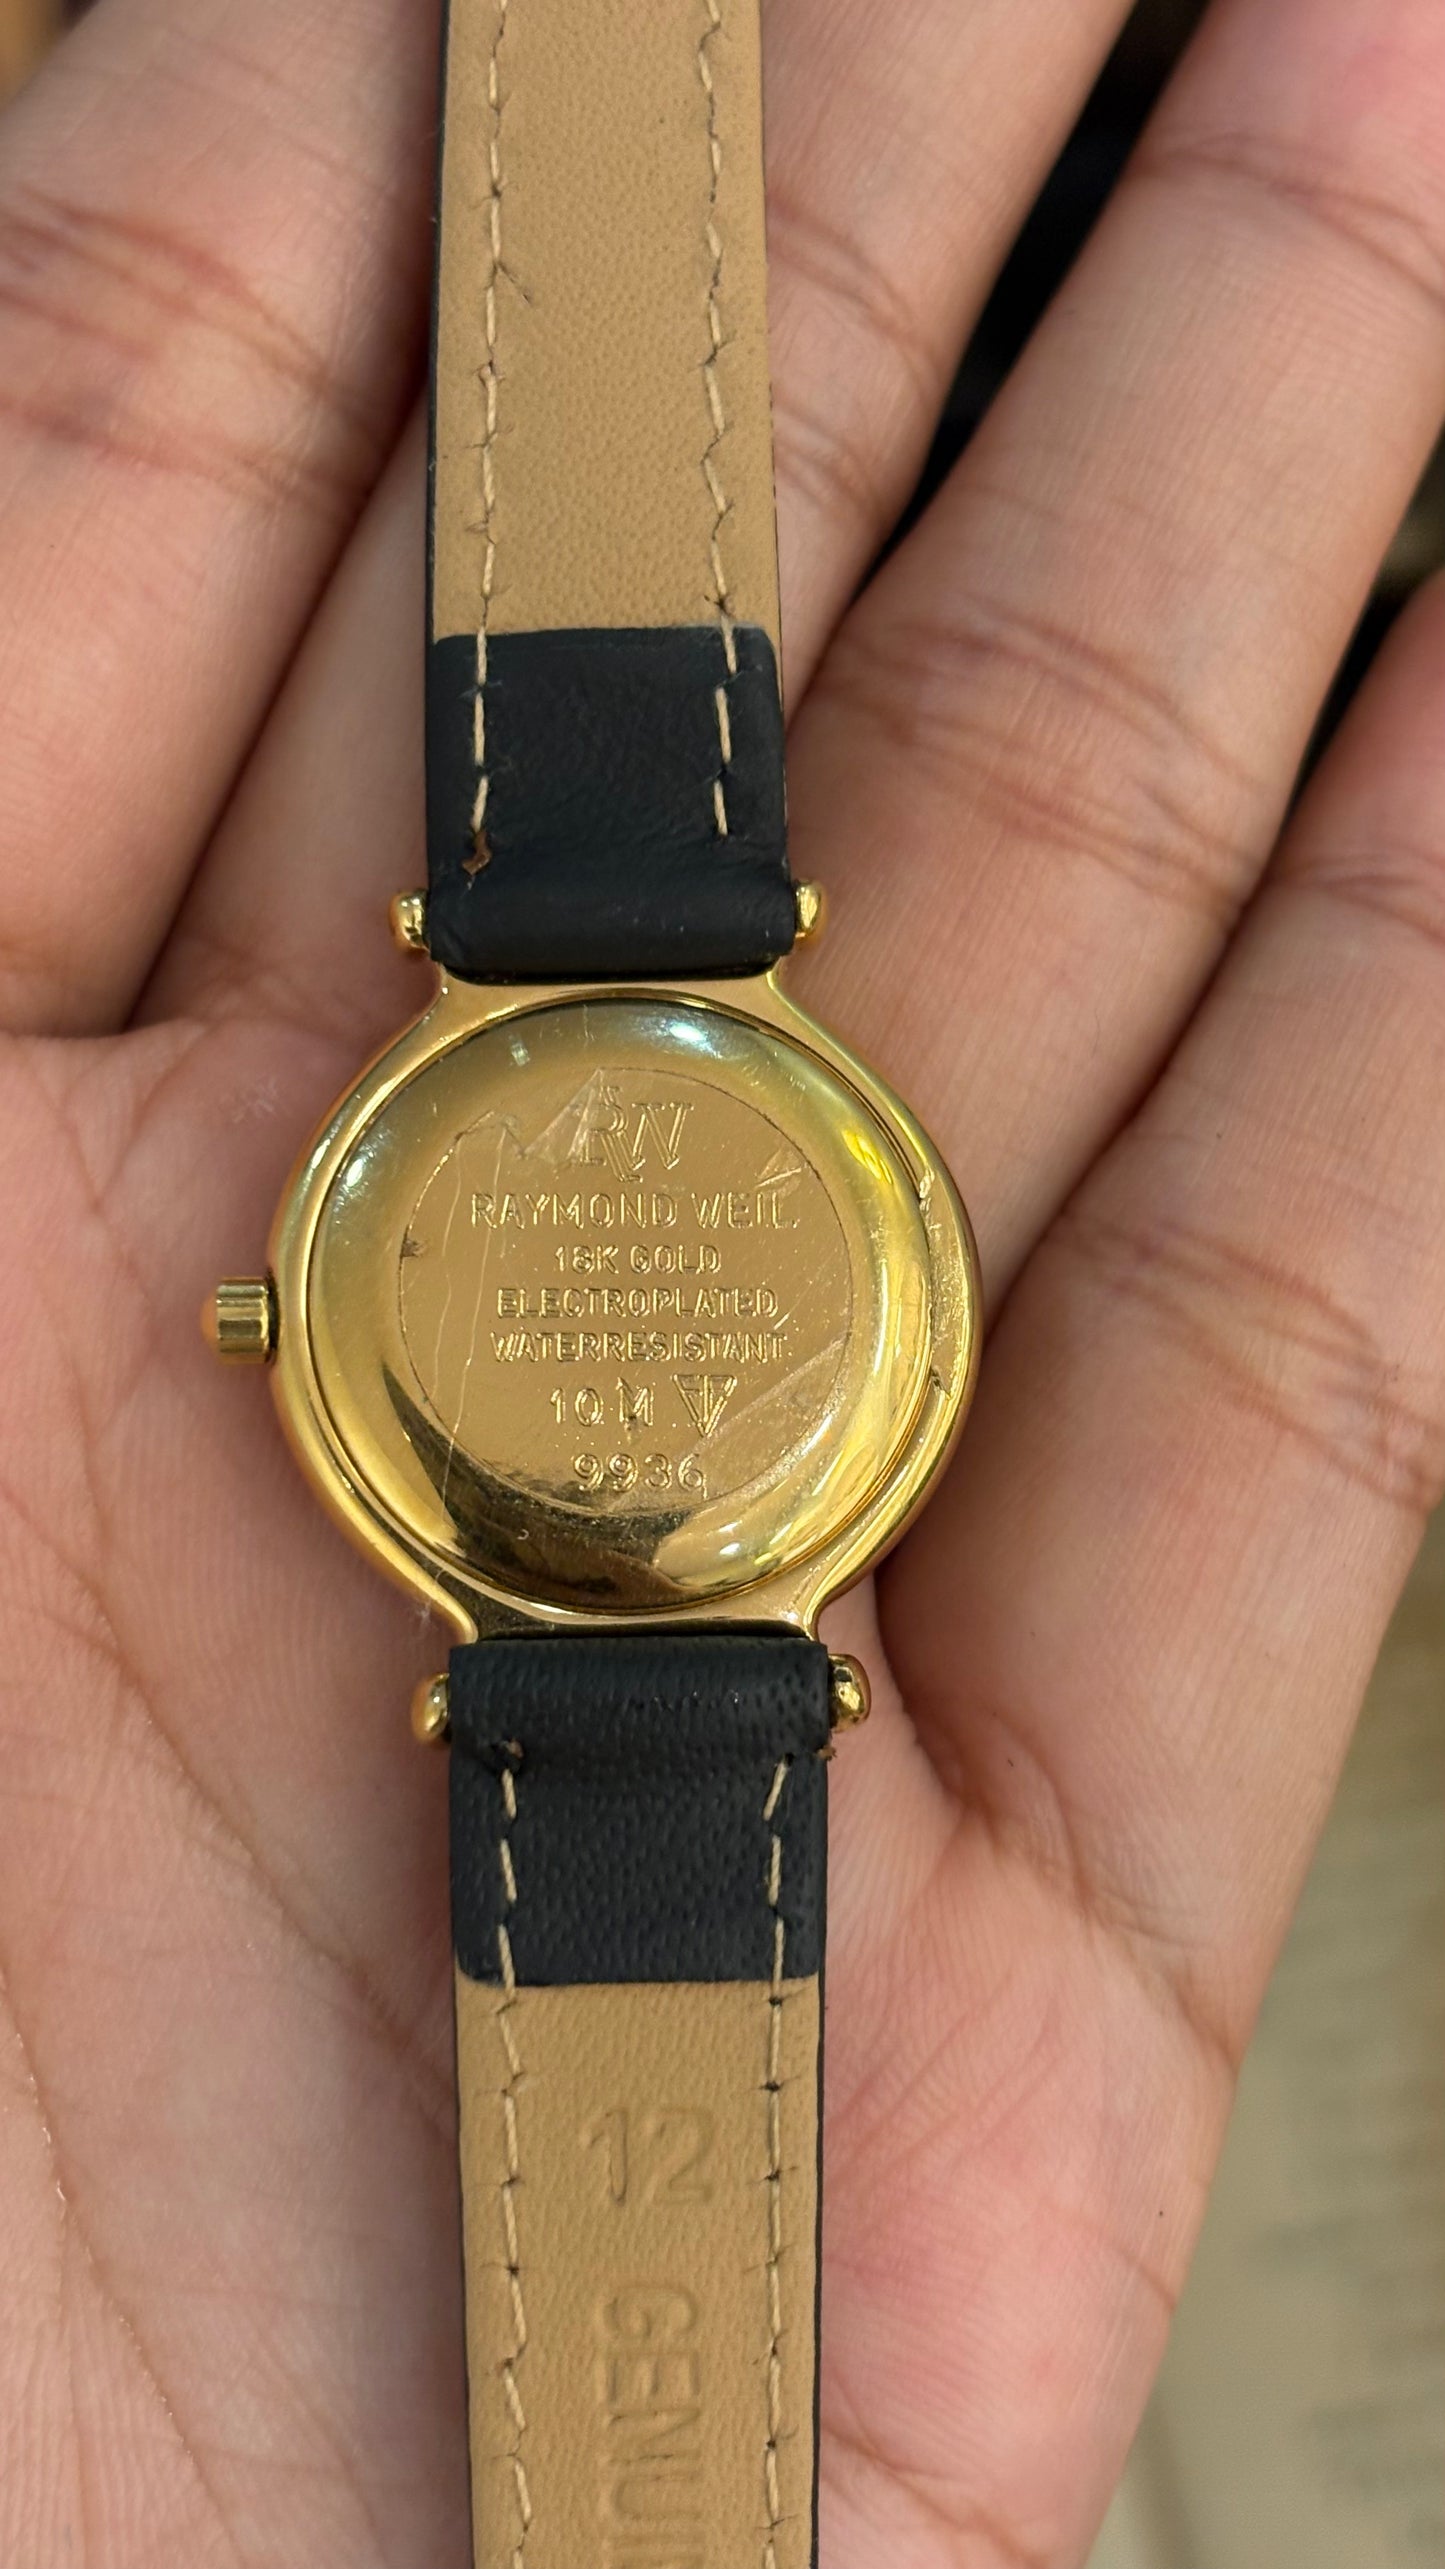 RW
RAYMOND WEIL
18K GOLD
ELECTROPLATED
WATERRESISTANT
10 M
9936
12